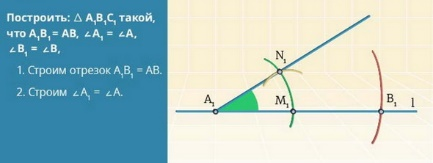 Построить: △ A₁B₁C₁ такой,
что A₁B₁ = AB, ∠A₁ = ∠A,
∠B₁ = ∠B,
1. Строим отрезок A₁B₁ = AB.
2. Строим ∠A₁ = ∠A.
N₁
A₁ M₁ B₁ l